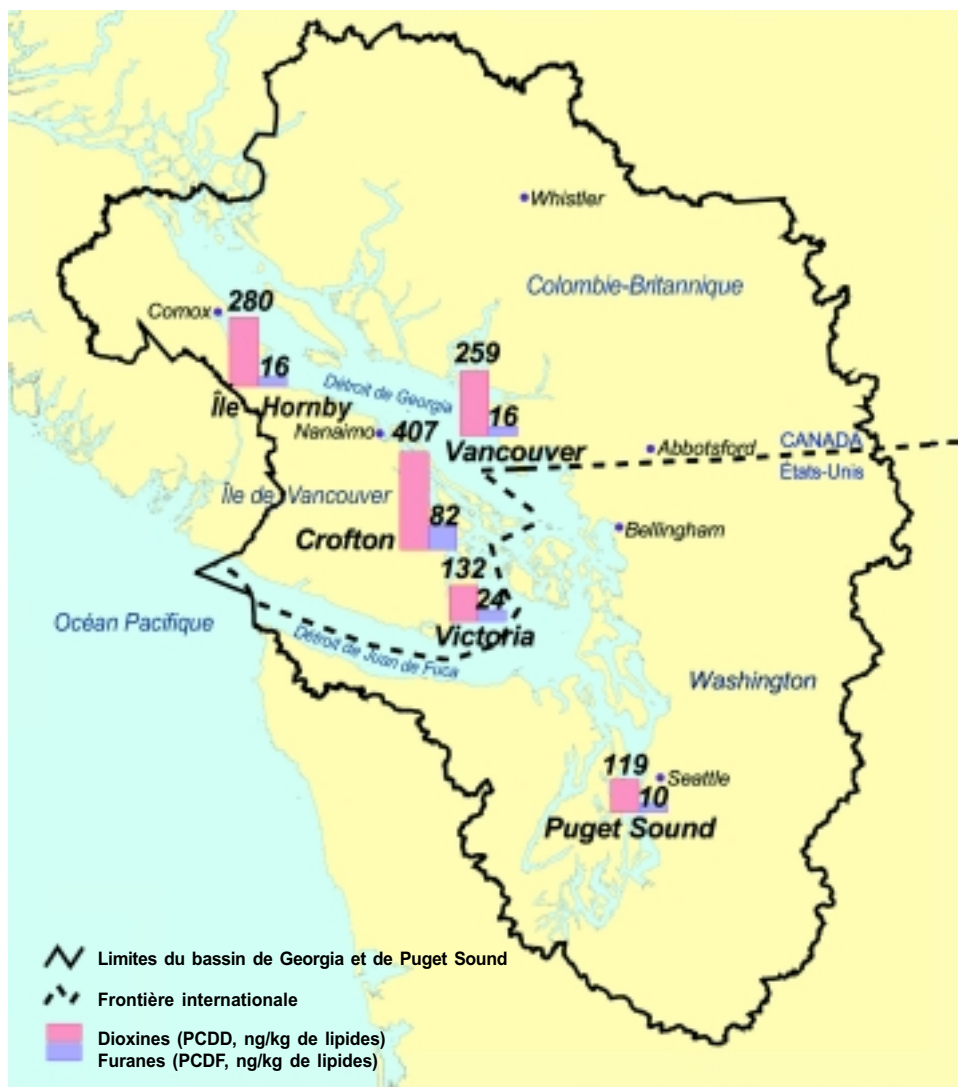 Whistler
Colombie-Britannique
280
Comox
259
16
Détroit de Georgia
16
Île Hornby
Nanaimo
407
Vancouver
Abbotsford
CANADA
États-Unis
Île de Vancouver
82
Bellingham
Crofton
132
24
Océan Pacifique
Victoria
Détroit de Juan de Fuca
Washington
119
Seattle
10
Puget Sound
Limites du bassin de Georgia et de Puget Sound
Frontière internationale
Dioxines (PCDD, ng/kg de lipides)
Furanes (PCDF, ng/kg de lipides)